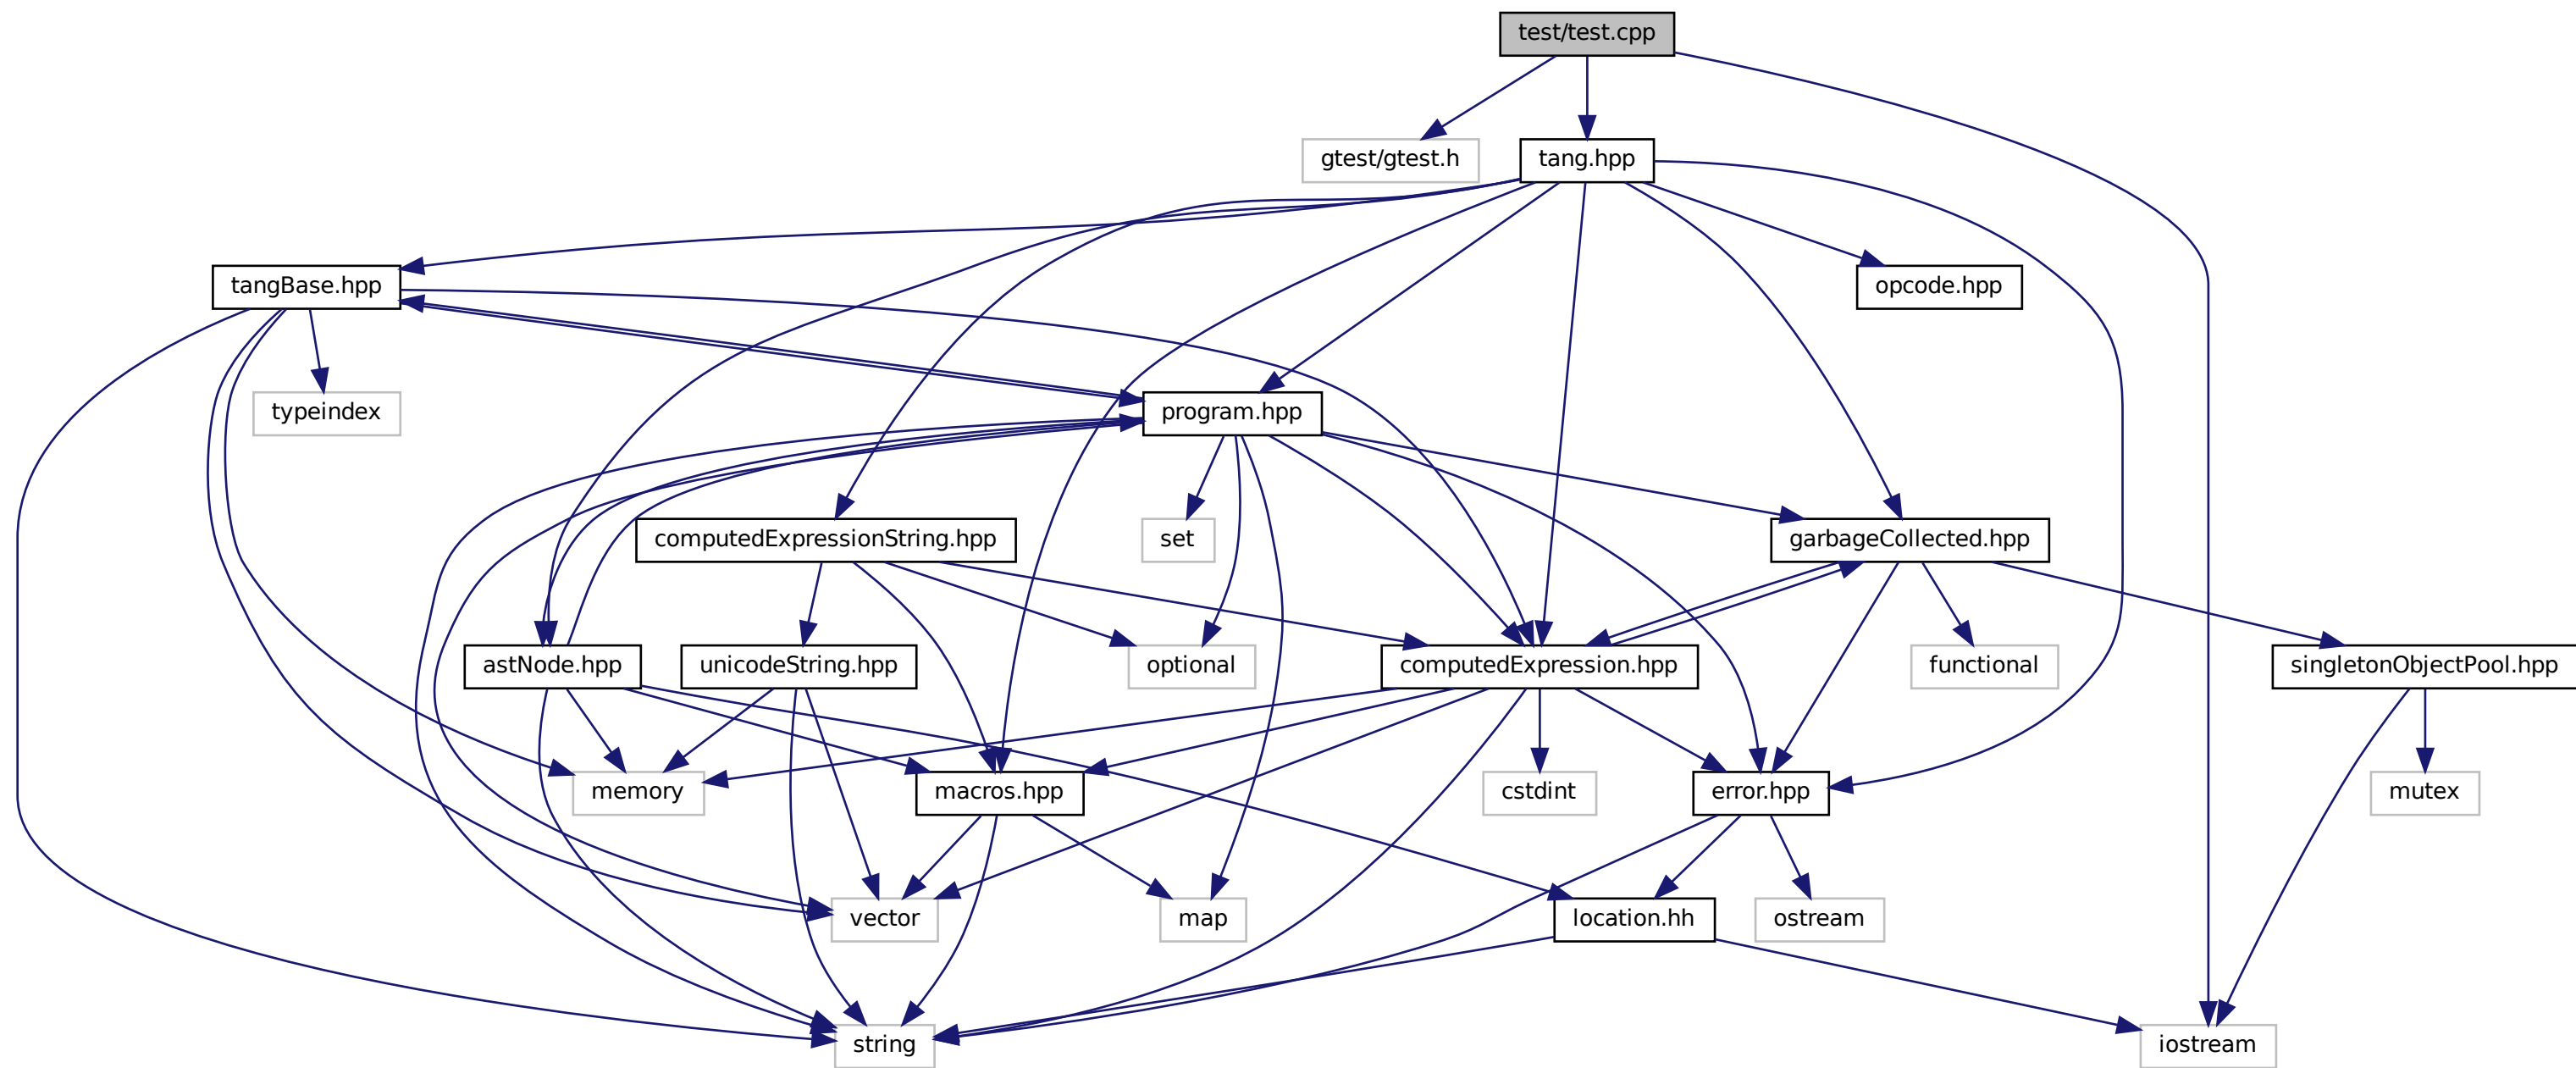 test/test.cpp
gtest/gtest.h
tang.hpp
tangBase.hpp
opcode.hpp
typeindex
program.hpp
computedExpressionString.hpp
set
garbageCollected.hpp
astNode.hpp
unicodeString.hpp
optional
computedExpression.hpp
functional
singletonObjectPool.hpp
memory
macros.hpp
cstdint
error.hpp
mutex
vector
map
location.hh
ostream
string
iostream